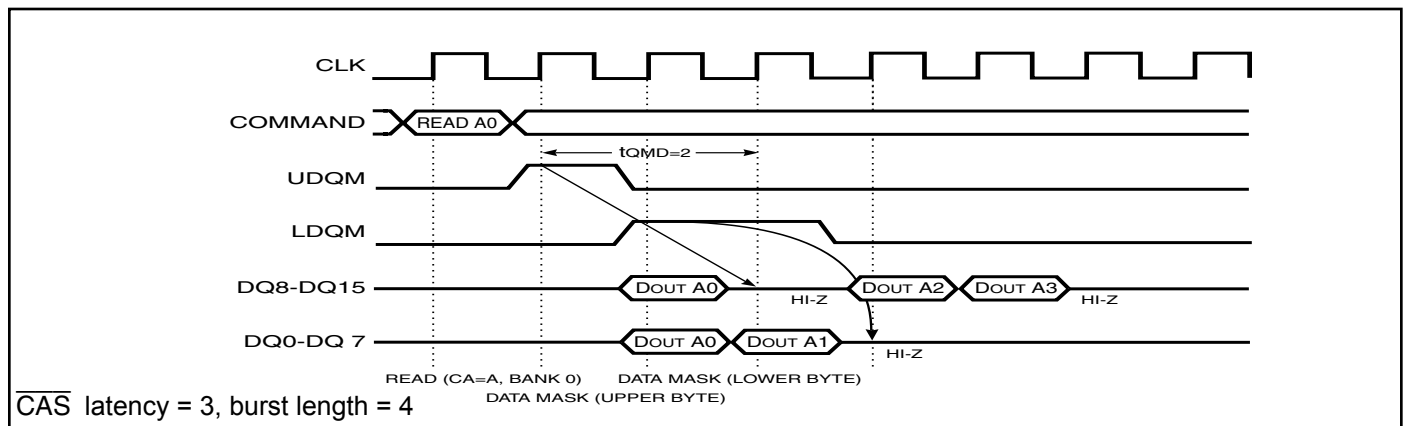 CLK
COMMAND
READ A0
tQMD=2
UDQM
LDQM
DQ8-DQ15
DOUT A0
HI-Z
DOUT A2
DOUT A3
HI-Z
DQ0-DQ 7
DOUT A0
DOUT A1
HI-Z
READ (CA=A, BANK 0)
DATA MASK (LOWER BYTE)
DATA MASK (UPPER BYTE)
CAS latency = 3, burst length = 4